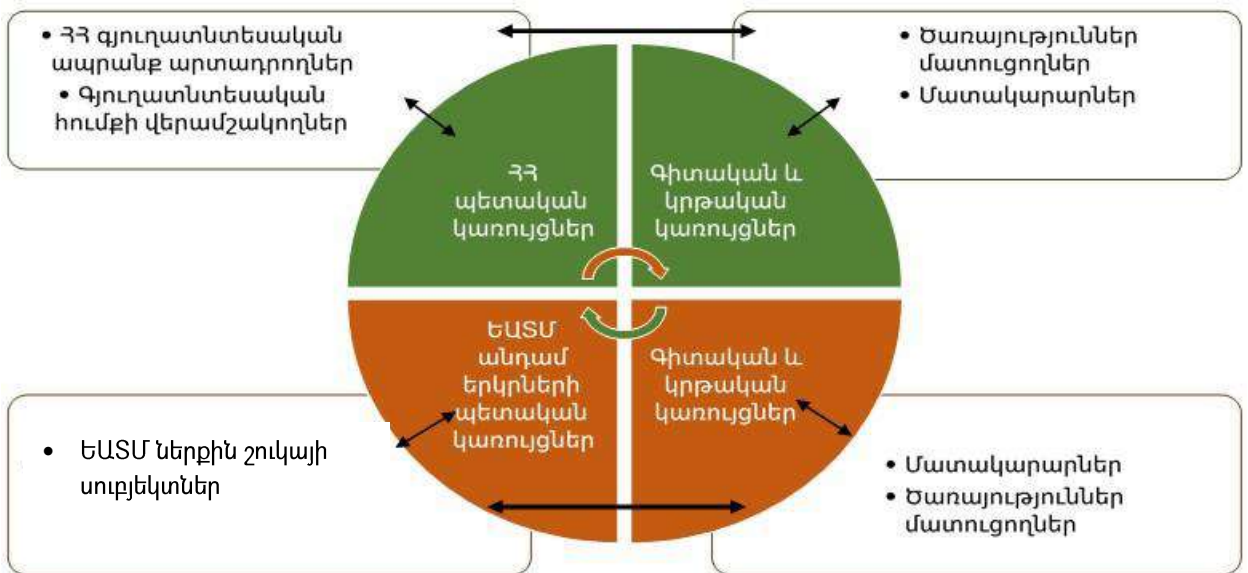 • ՀՀ գյուղատնտեսական
ապրանք արտադրողներ
• Գյուղատնտեսական
հումքի վերամշակողներ
• Ծառայություններ
մատուցողներ
• Մատակարարներ
ՀՀ
պետական
կառույցներ
Գիտական և
կրթական
կառույցներ
ԵԱՏՄ
անդամ
երկրների
պետական
կառույցներ
Գիտական և
կրթական
կառույցներ
• ԵԱՏՄ ներքին շուկայի
սուբյեկտներ
• Մատակարարներ
• Ծառայություններ
մատուցողներ